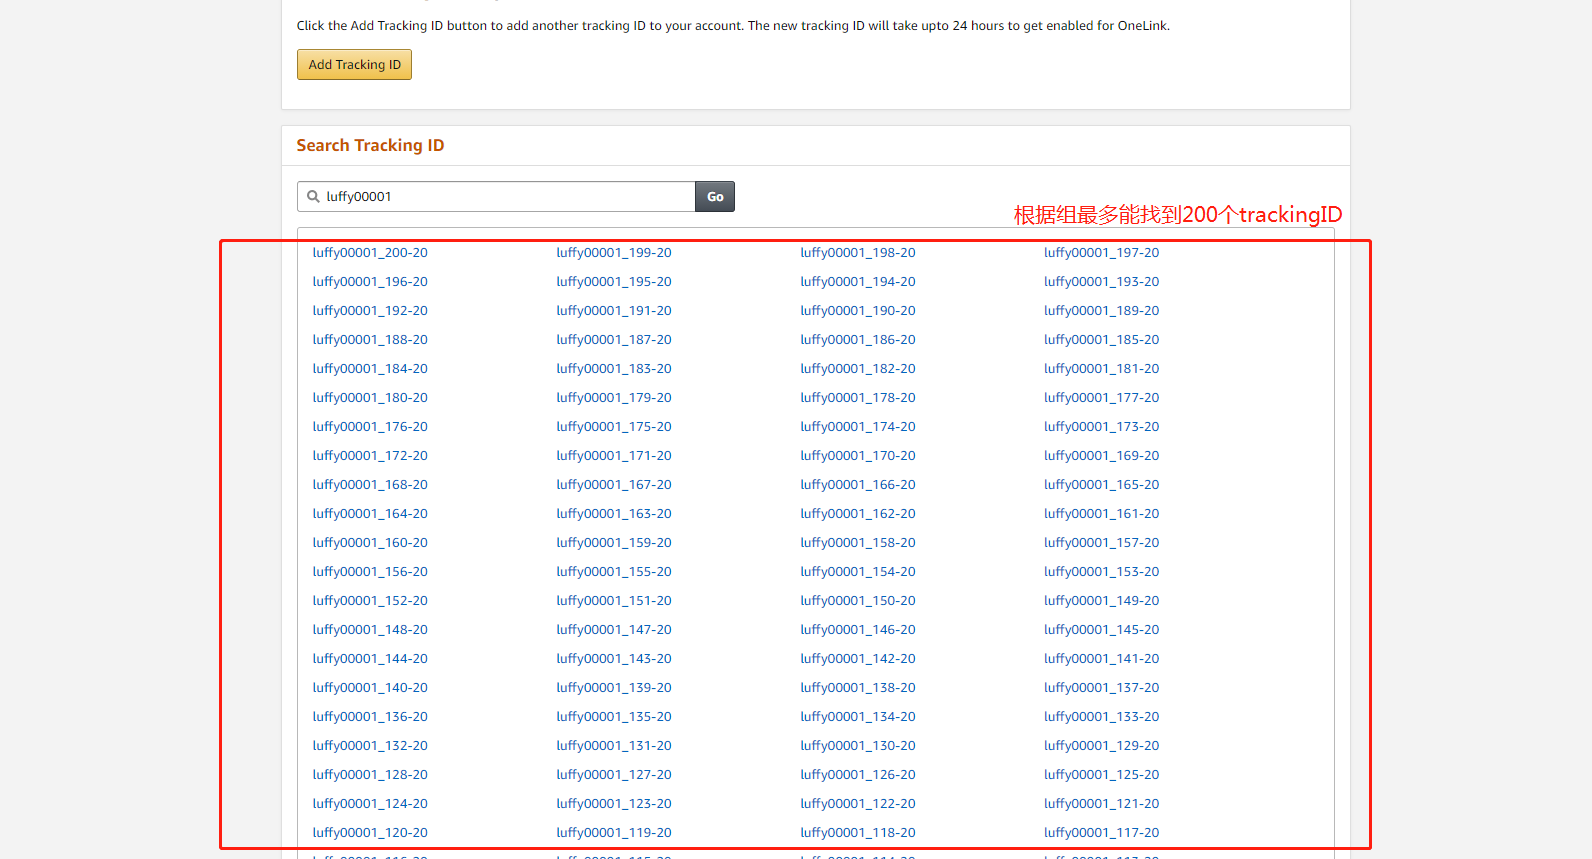 Click the Add Tracking ID button to add another tracking ID to your account. The new tracking ID will take upto 24 hours to get enabled for OneLink.
Add Tracking ID
Search Tracking ID
luffy00001 Go
根据组最多能找到200个trackingID
luffy00001_200-20 luffy00001_199-20 luffy00001_198-20 luffy00001_197-20
luffy00001_196-20 luffy00001_195-20 luffy00001_194-20 luffy00001_193-20
luffy00001_192-20 luffy00001_191-20 luffy00001_190-20 luffy00001_189-20
luffy00001_188-20 luffy00001_187-20 luffy00001_186-20 luffy00001_185-20
luffy00001_184-20 luffy00001_183-20 luffy00001_182-20 luffy00001_181-20
luffy00001_180-20 luffy00001_179-20 luffy00001_178-20 luffy00001_177-20
luffy00001_176-20 luffy00001_175-20 luffy00001_174-20 luffy00001_173-20
luffy00001_172-20 luffy00001_171-20 luffy00001_170-20 luffy00001_169-20
luffy00001_168-20 luffy00001_167-20 luffy00001_166-20 luffy00001_165-20
luffy00001_164-20 luffy00001_163-20 luffy00001_162-20 luffy00001_161-20
luffy00001_160-20 luffy00001_159-20 luffy00001_158-20 luffy00001_157-20
luffy00001_156-20 luffy00001_155-20 luffy00001_154-20 luffy00001_153-20
luffy00001_152-20 luffy00001_151-20 luffy00001_150-20 luffy00001_149-20
luffy00001_148-20 luffy00001_147-20 luffy00001_146-20 luffy00001_145-20
luffy00001_144-20 luffy00001_143-20 luffy00001_142-20 luffy00001_141-20
luffy00001_140-20 luffy00001_139-20 luffy00001_138-20 luffy00001_137-20
luffy00001_136-20 luffy00001_135-20 luffy00001_134-20 luffy00001_133-20
luffy00001_132-20 luffy00001_131-20 luffy00001_130-20 luffy00001_129-20
luffy00001_128-20 luffy00001_127-20 luffy00001_126-20 luffy00001_125-20
luffy00001_124-20 luffy00001_123-20 luffy00001_122-20 luffy00001_121-20
luffy00001_120-20 luffy00001_119-20 luffy00001_118-20 luffy00001_117-20